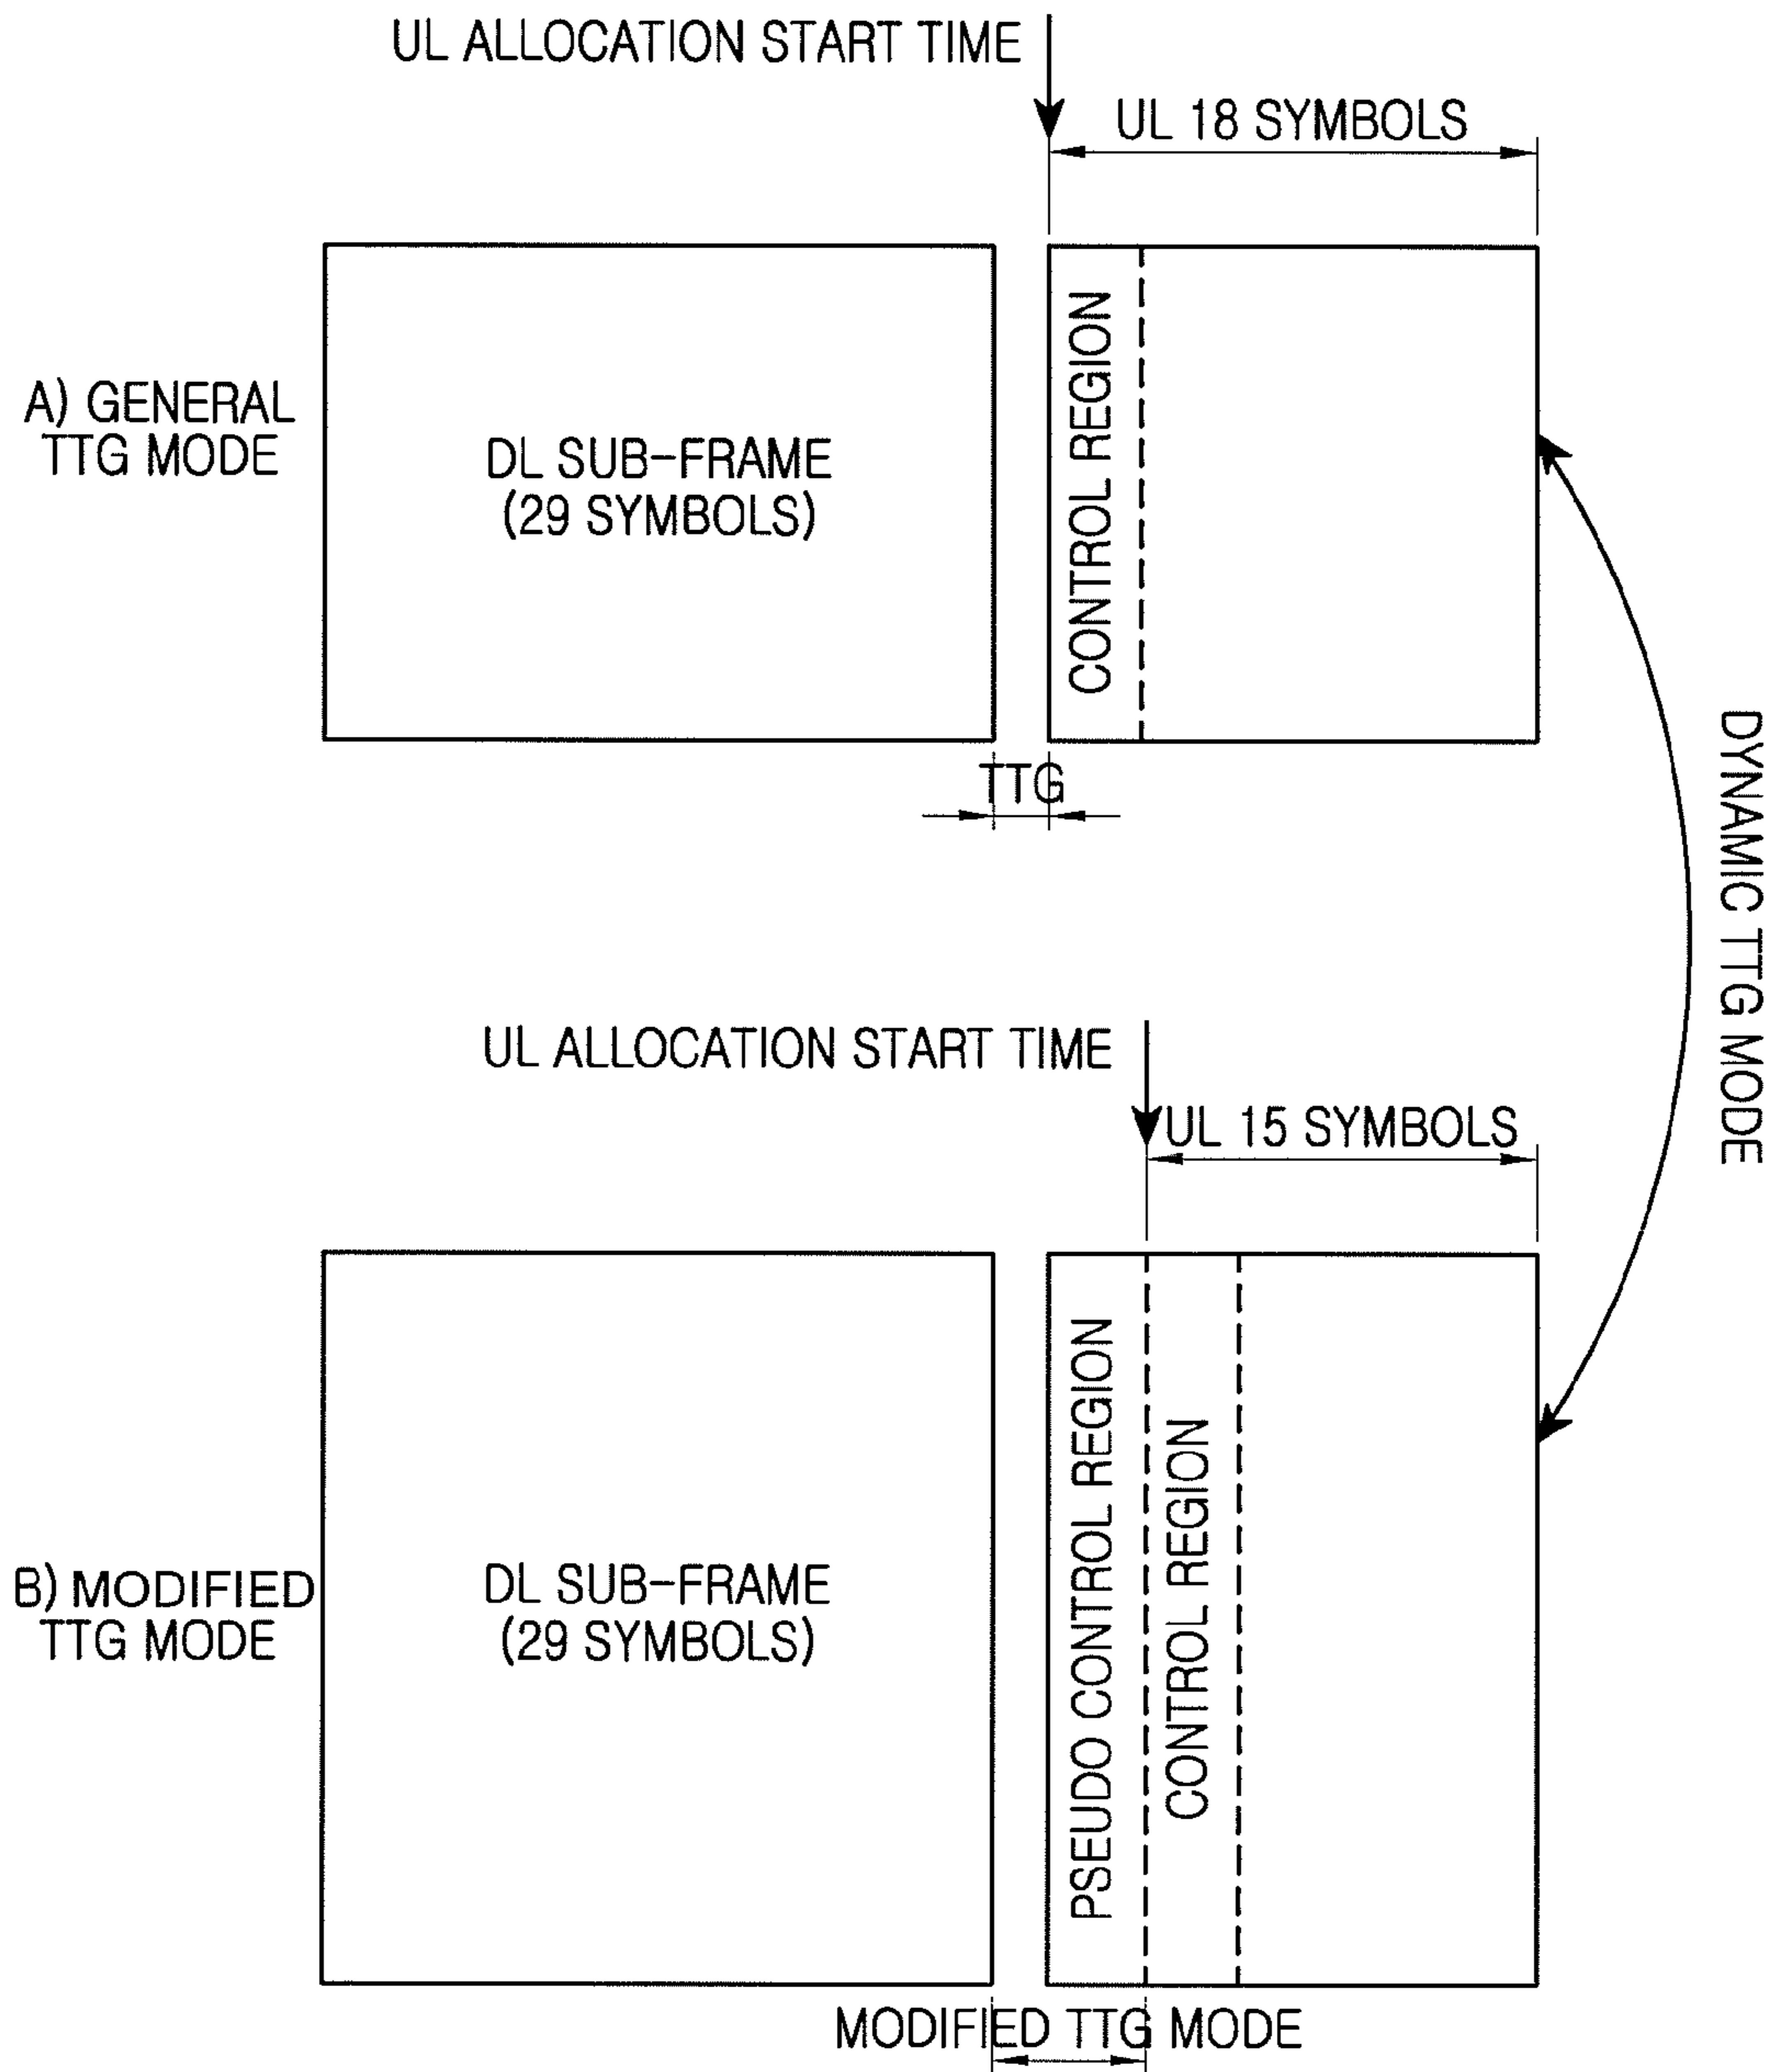 UL ALLOCATION START TIME
UL 18 SYMBOLS
A) GENERAL
TTG MODE
DL SUB-FRAME
(29 SYMBOLS)
CONTROL REGION
TTG
DYNAMIC TTG MODE
UL ALLOCATION START TIME
UL 15 SYMBOLS
B) MODIFIED
TTG MODE
DL SUB-FRAME
(29 SYMBOLS)
PSEUDO CONTROL REGION
CONTROL REGION
MODIFIED TTG MODE